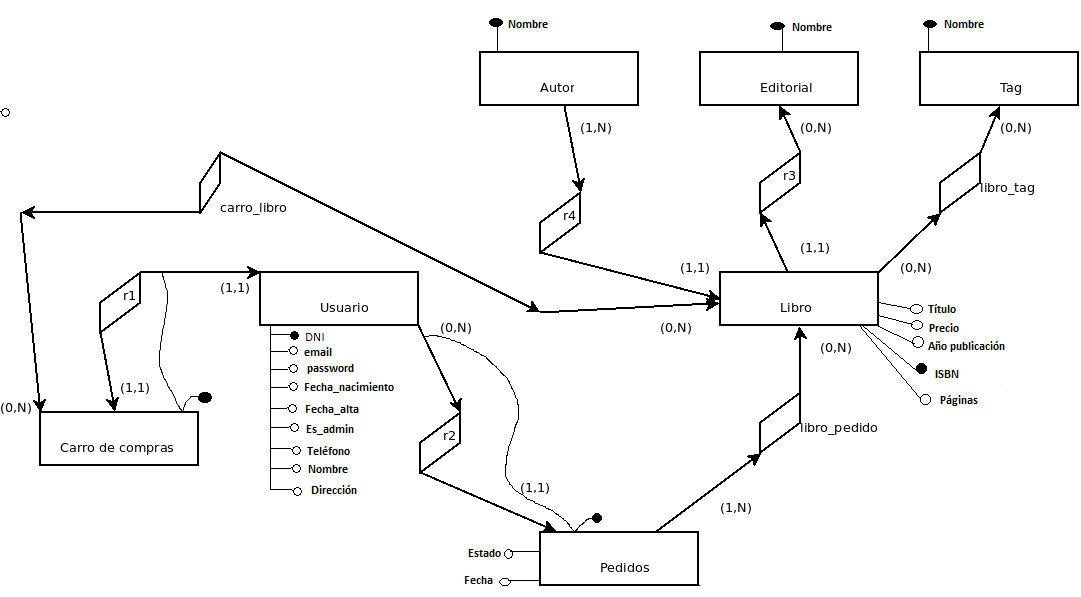 Nombre
Nombre
Nombre
Autor
Editorial
Tag
(1,N)
(0,N)
(0,N)
r3
libro_tag
carro_libro
r4
(1,1)
(1,1)
(0,N)
(1,1)
r1
Usuario
Libro
(0,N)
(0,N)
(0,N)
Título
Precio
Año publicación
ISBN
Páginas
DNI
email
password
Fecha_nacimiento
Fecha_alta
Es_admin
Teléfono
Nombre
Dirección
(1,1)
(0,N)
Carro de compras
r2
libro_pedido
(1,1)
(1,N)
Estado
Fecha
Pedidos